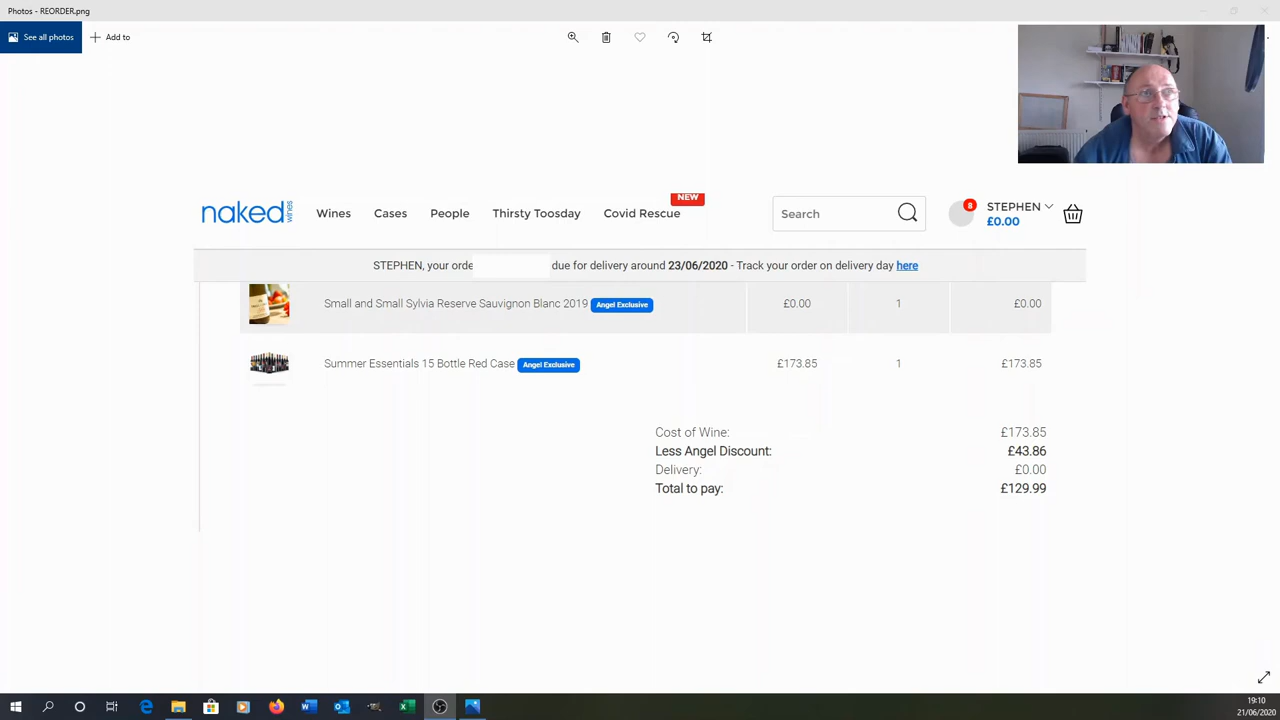 Photos - REORDER.png
See all photos
Add to
naked wines
Wines
Cases
People
Thirsty Toosday
Covid Rescue
NEW
Search
8
STEPHEN
£0.00
STEPHEN, your orde due for delivery around 23/06/2020 - Track your order on delivery day here
Small and Small Sylvia Reserve Sauvignon Blanc 2019 Angel Exclusive £0.00 1 £0.00
Summer Essentials 15 Bottle Red Case Angel Exclusive £173.85 1 £173.85
Cost of Wine: £173.85
Less Angel Discount: £43.86
Delivery: £0.00
Total to pay: £129.99
19:10
21/06/2020